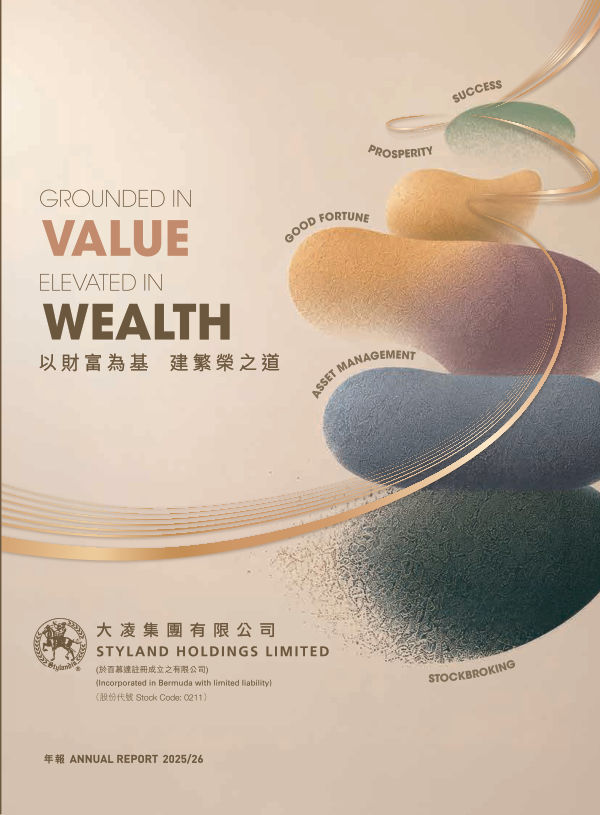 SUCCESS
PROSPERITY
GOOD FORTUNE
GROUNDED IN
VALUE
ELEVATED IN
WEALTH
以財富為基 建繁榮之道
ASSET MANAGEMENT
大凌集團有限公司
STYLAND HOLDINGS LIMITED
(於百慕達註冊成立之有限公司)
(Incorporated in Bermuda with limited liability)
(股份代號 Stock Code: 0211)
Stylands®
STOCKBROKING
年報 ANNUAL REPORT 2025/26